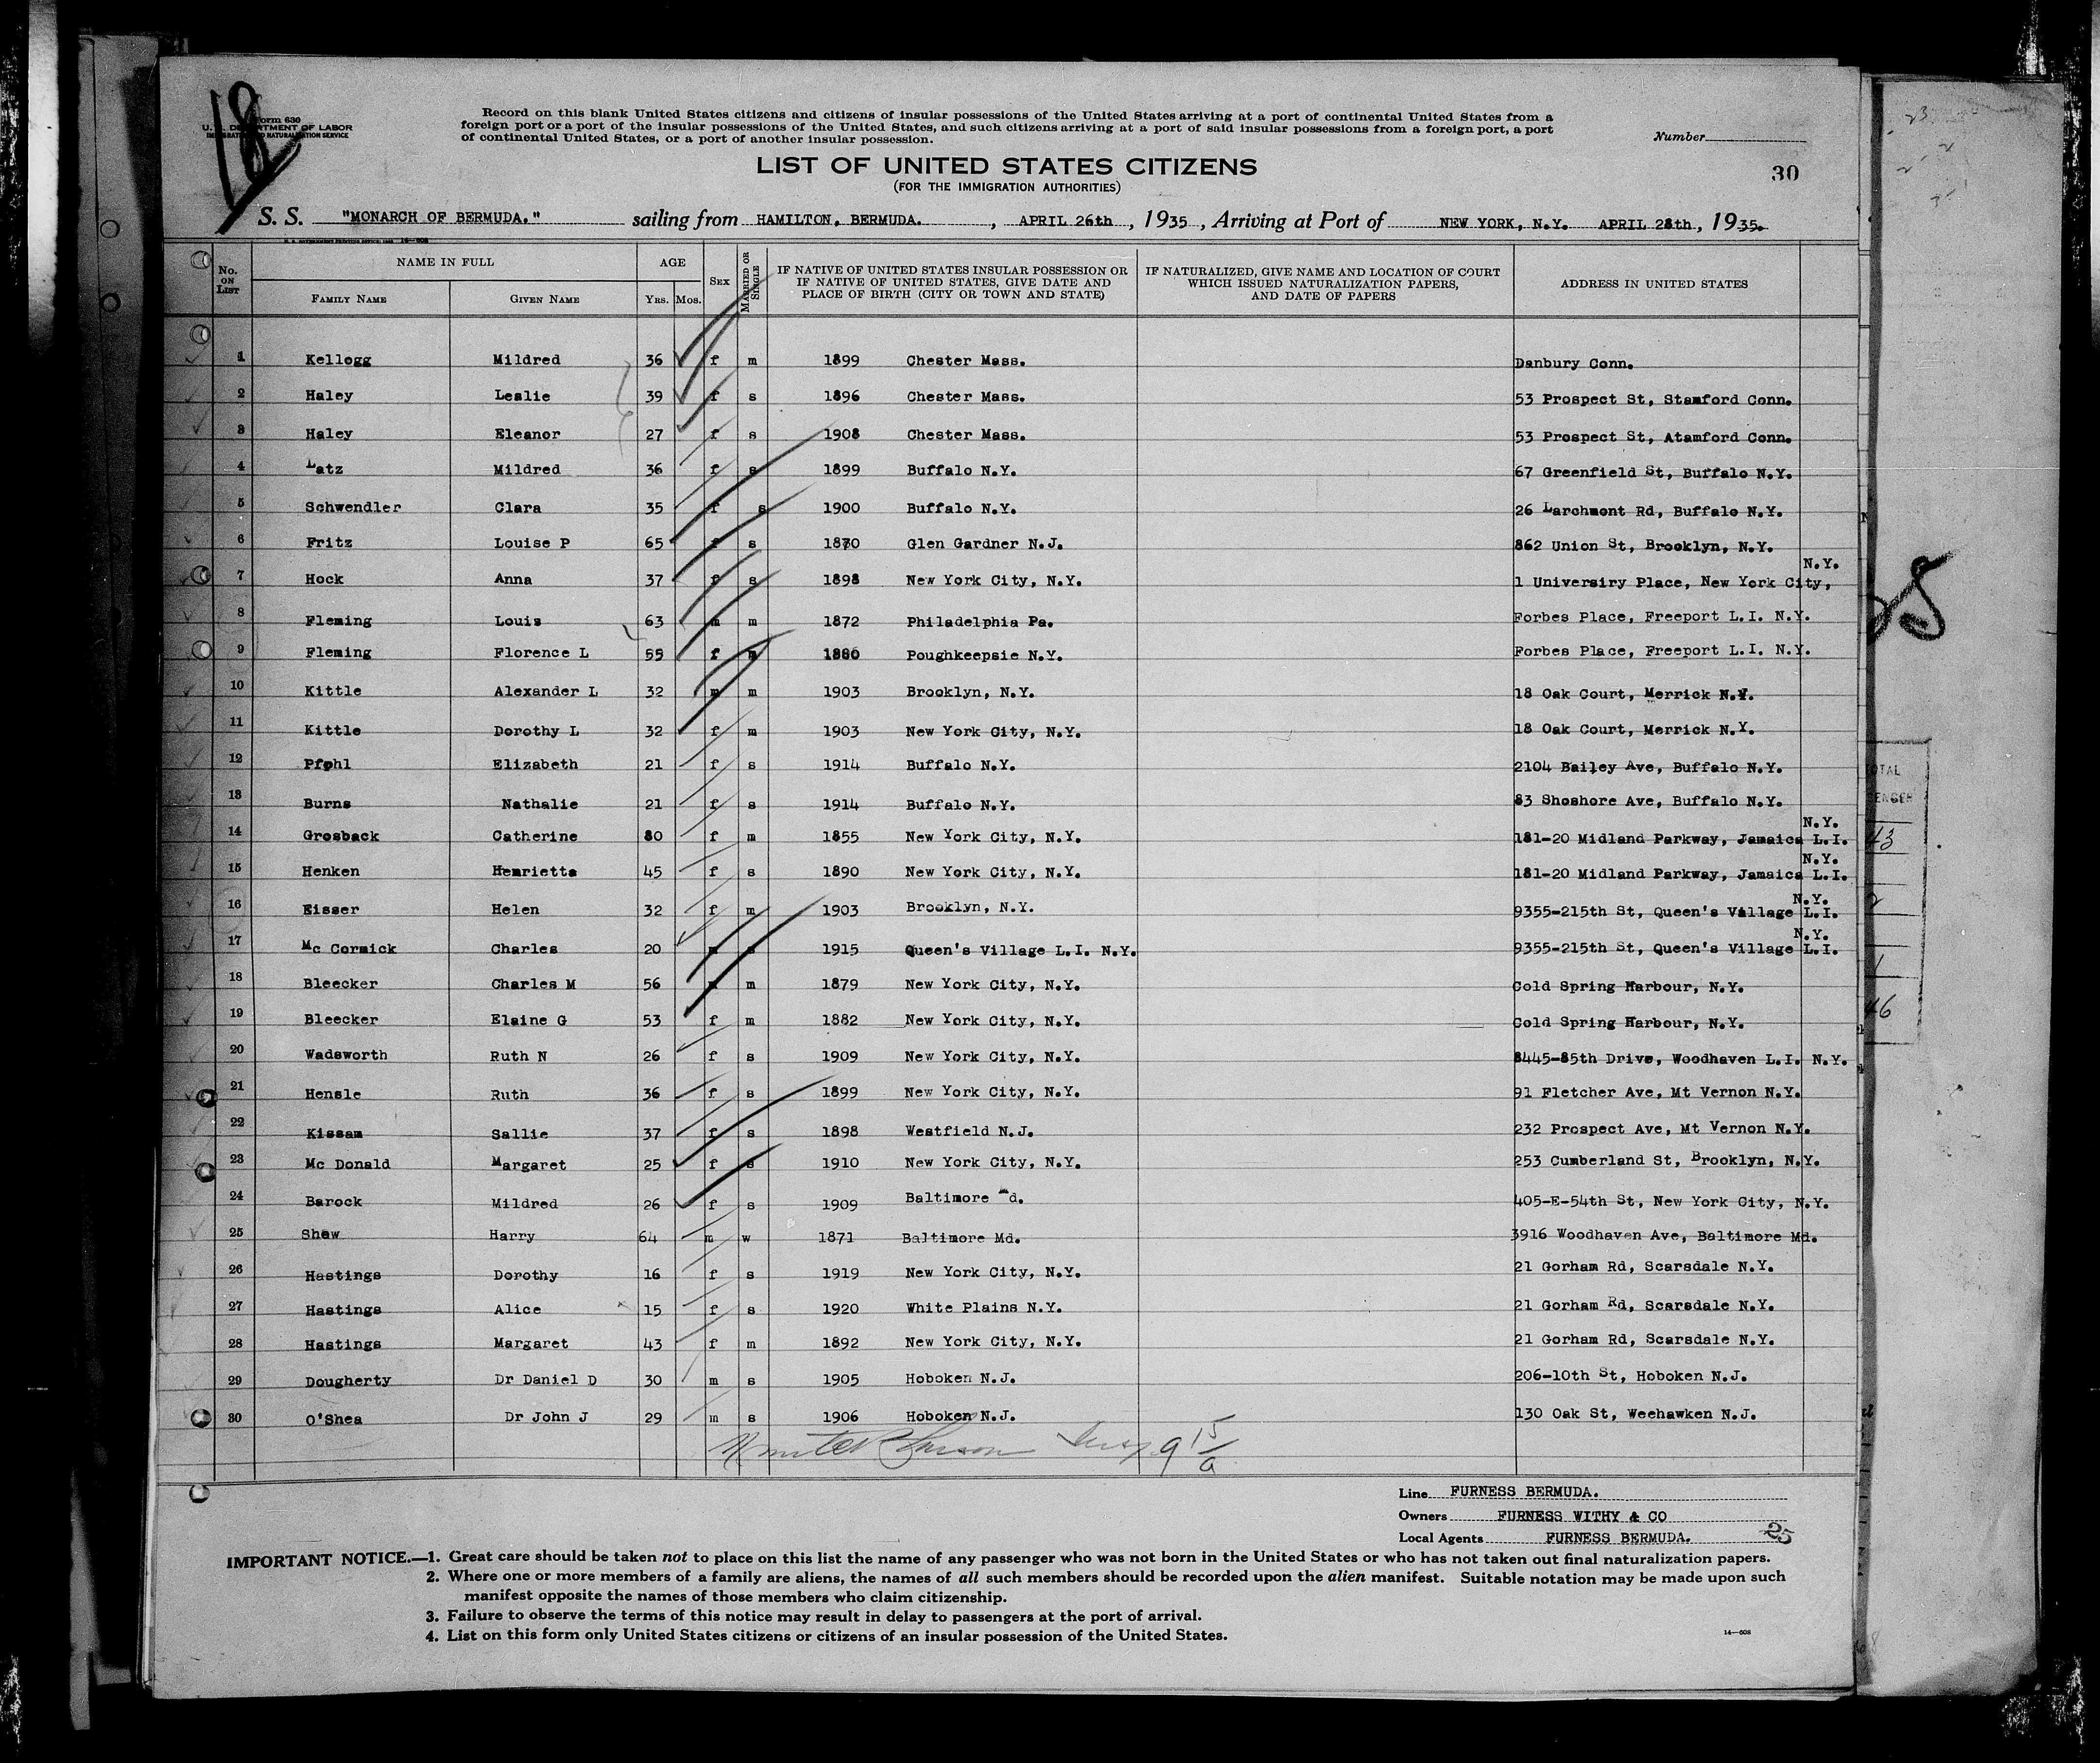 18
Form 630
U. S. DEPARTMENT OF LABOR
IMMIGRATION AND NATURALIZATION SERVICE
Record on this blank United States citizens and citizens of insular possessions of the United States arriving at a port of continental United States from a
foreign port or a port of the insular possessions of the United States, and such citizens arriving at a port of said insular possessions from a foreign port, a port
of continental United States, or a port of another insular possession.
Number
LIST OF UNITED STATES CITIZENS
(FOR THE IMMIGRATION AUTHORITIES)
30
S. S. "MONARCH OF BERMUDA." sailing from HAMILTON, BERMUDA. , APRIL 26th , 1935 , Arriving at Port of NEW YORK, N.Y. APRIL 28th , 1935.
No. ON LIST NAME IN FULL FAMILY NAME GIVEN NAME AGE YRS. MOS. SEX MARRIED OR SINGLE IF NATIVE OF UNITED STATES INSULAR POSSESSION OR IF NATIVE OF UNITED STATES, GIVE DATE AND PLACE OF BIRTH (CITY OR TOWN AND STATE) IF NATURALIZED, GIVE NAME AND LOCATION OF COURT WHICH ISSUED NATURALIZATION PAPERS, AND DATE OF PAPERS ADDRESS IN UNITED STATES
1 Kellogg Mildred 36 f m 1899 Chester Mass. Danbury Conn.
2 Haley Leslie 39 f s 1896 Chester Mass. 53 Prospect St, Stamford Conn.
3 Haley Eleanor 27 f s 1908 Chester Mass. 53 Prospect St, Atamford Conn.
4 Latz Mildred 36 f s 1899 Buffalo N.Y. 67 Greenfield St, Buffalo N.Y.
5 Schwendler Clara 35 f s 1900 Buffalo N.Y. 26 Larchmont Rd, Buffalo N.Y.
6 Fritz Louise P 65 f s 1870 Glen Gardner N.J. 862 Union St, Brooklyn, N.Y.
7 Hock Anna 37 f s 1898 New York City, N.Y. 1 Universiry Place, New York City, N.Y.
8 Fleming Louis 63 m m 1872 Philadelphia Pa. Forbes Place, Freeport L.I. N.Y.
9 Fleming Florence L 55 f m 1880 Poughkeepsie N.Y. Forbes Place, Freeport L.I. N.Y.
10 Kittle Alexander L 32 m m 1903 Brooklyn, N.Y. 18 Oak Court, Merrick N.Y.
11 Kittle Dorothy L 32 f m 1903 New York City, N.Y. 18 Oak Court, Merrick N.Y.
12 Pfohl Elizabeth 21 f s 1914 Buffalo N.Y. 2104 Bailey Ave, Buffalo N.Y.
13 Burns Nathalie 21 f s 1914 Buffalo N.Y. 83 Shoshore Ave, Buffalo N.Y.
14 Grosback Catherine 80 f m 1855 New York City, N.Y. 181-20 Midland Parkway, Jamaica L.I. N.Y.
15 Henken Henrietta 45 f s 1890 New York City, N.Y. 181-20 Midland Parkway, Jamaica L.I. N.Y.
16 Eisser Helen 32 f m 1903 Brooklyn, N.Y. 9355-215th St, Queen's Village L.I. N.Y.
17 Mc Cormick Charles 20 m s 1915 Queen's Village L.I. N.Y. 9355-215th St, Queen's Village L.I. N.Y.
18 Bleecker Charles M 56 m m 1879 New York City, N.Y. Cold Spring Harbour, N.Y.
19 Bleecker Elaine G 53 f m 1882 New York City, N.Y. Cold Spring Harbour, N.Y.
20 Wadsworth Ruth N 26 f s 1909 New York City, N.Y. 8445-85th Drive, Woodhaven L.I. N.Y.
21 Hensle Ruth 36 f s 1899 New York City, N.Y. 91 Fletcher Ave, Mt Vernon N.Y.
22 Kissam Sallie 37 f s 1898 Westfield N.J. 232 Prospect Ave, Mt Vernon N.Y.
23 Mc Donald Margaret 25 f s 1910 New York City, N.Y. 253 Cumberland St, Brooklyn, N.Y.
24 Barock Mildred 26 f s 1909 Baltimore Md. 405-E-54th St, New York City, N.Y.
25 Shaw Harry 64 m w 1871 Baltimore Md. 3916 Woodhaven Ave, Baltimore Md.
26 Hastings Dorothy 16 f s 1919 New York City, N.Y. 21 Gorham Rd, Scarsdale N.Y.
27 Hastings Alice 15 f s 1920 White Plains N.Y. 21 Gorham Rd, Scarsdale N.Y.
28 Hastings Margaret 43 f m 1892 New York City, N.Y. 21 Gorham Rd, Scarsdale N.Y.
29 Dougherty Dr Daniel D 30 m s 1905 Hoboken N.J. 206-10th St, Hoboken N.J.
30 O'Shea Dr John J 29 m s 1906 Hoboken N.J. 130 Oak St, Weehawken N.J.
Line FURNESS BERMUDA.
Owners FURNESS WITHY & CO
Local Agents FURNESS BERMUDA. 25
IMPORTANT NOTICE.—1. Great care should be taken not to place on this list the name of any passenger who was not born in the United States or who has not taken out final naturalization papers.
2. Where one or more members of a family are aliens, the names of all such members should be recorded upon the alien manifest. Suitable notation may be made upon such
manifest opposite the names of those members who claim citizenship.
3. Failure to observe the terms of this notice may result in delay to passengers at the port of arrival.
4. List on this form only United States citizens or citizens of an insular possession of the United States.
14—608